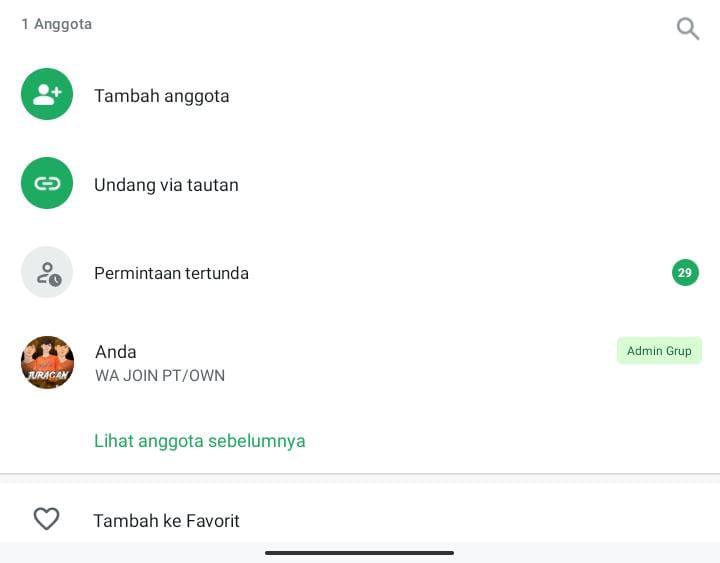 1 Anggota
Tambah anggota
Undang via tautan
Permintaan tertunda
29
Anda
Admin Grup
WA JOIN PT/OWN
JURAGAN
Lihat anggota sebelumnya
Tambah ke Favorit